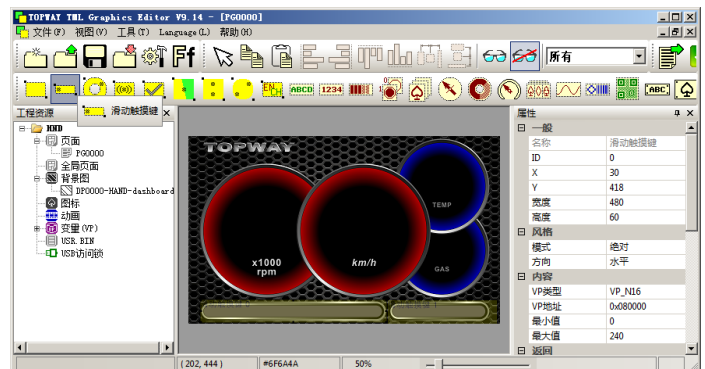 TOPWAY TML Graphics Editor V9.14 - [PG0000]
文件(F) 视图(V) 工具(T) Language(L) 帮助(H)
Ff 所有
EN ABCD 1234 ABC
工程资源
滑动触摸键
HMD
页面
PG0000
全局页面
背景图
DP0000-HAND-dashboard
图标
动画
变量(VP)
USR.BIN
USB访问锁
TOPWAY
TEMP
x1000
rpm
km/h
GAS
属性
一般
名称 滑动触摸键
ID 0
X 30
Y 418
宽度 480
高度 60
风格
模式 绝对
方向 水平
内容
VP类型 VP_N16
VP地址 0x080000
最小值 0
最大值 240
返回
(202, 444) #6F6A4A 50%